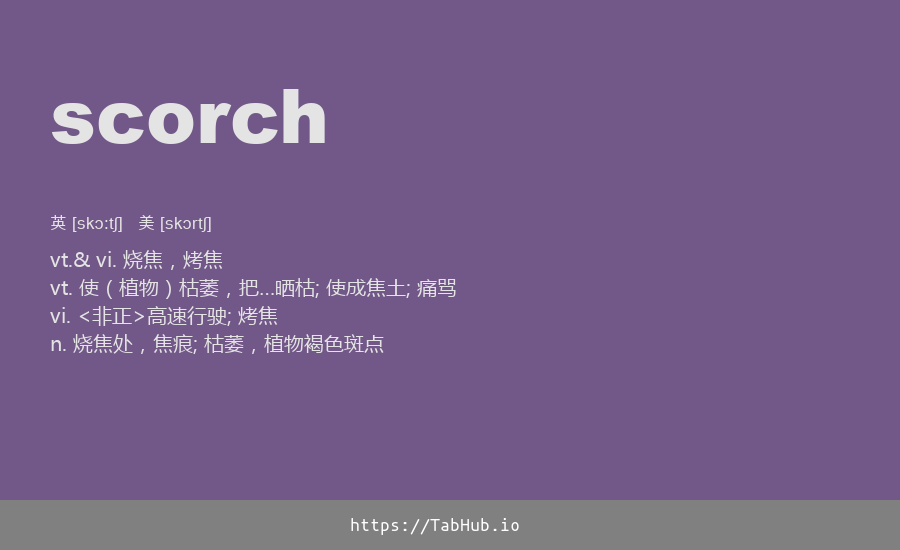 scorch
英 [skɔ:tʃ] 美 [skɔrtʃ]
vt.& vi. 烧焦，烤焦
vt. 使（植物）枯萎，把…晒枯; 使成焦土; 痛骂
vi. <非正>高速行驶; 烤焦
n. 烧焦处，焦痕; 枯萎，植物褐色斑点
https://TabHub.io